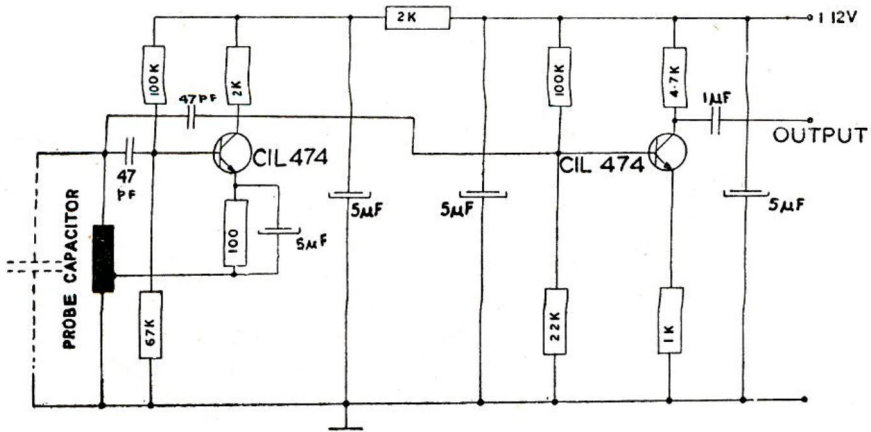 2K
1 12V
100K
2K
100K
4.7K
47PF
1µF
OUTPUT
CIL 474
CIL 474
47
PF
5µF
5µF
5µF
100
5µF
PROBE CAPACITOR
67K
22K
1K